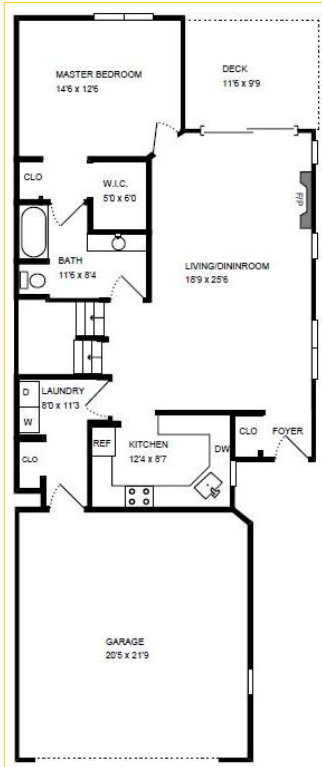 MASTER BEDROOM
14'6 x 12'6
DECK
11'6 x 9'9
CLO
W.I.C.
5'0 x 6'0
F/P
BATH
11'6 x 8'4
LIVING/DININROOM
18'9 x 25'6
D
LAUNDRY
8'0 x 11'3
W
REF
KITCHEN
12'4 x 8'7
DW
CLO
FOYER
CLO
GARAGE
20'5 x 21'9